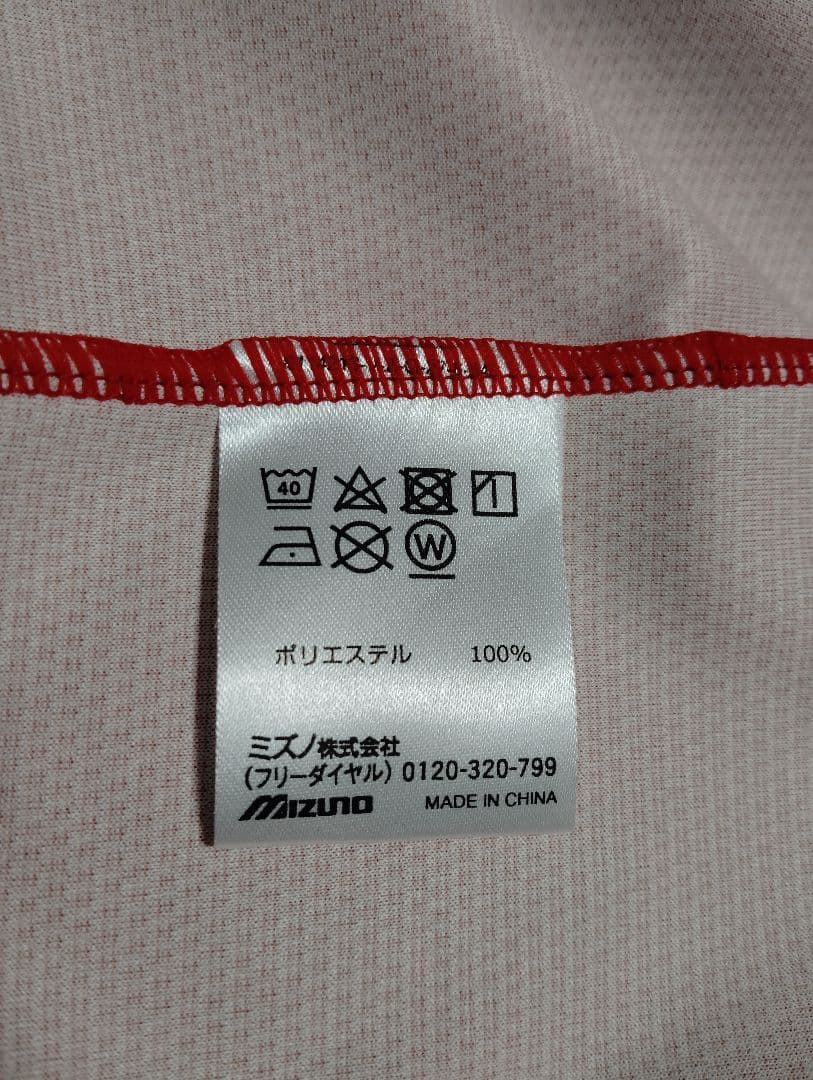 40
W
ポリエステル 100%
ミズノ株式会社
(フリーダイヤル) 0120-320-799
MIZUNO MADE IN CHINA